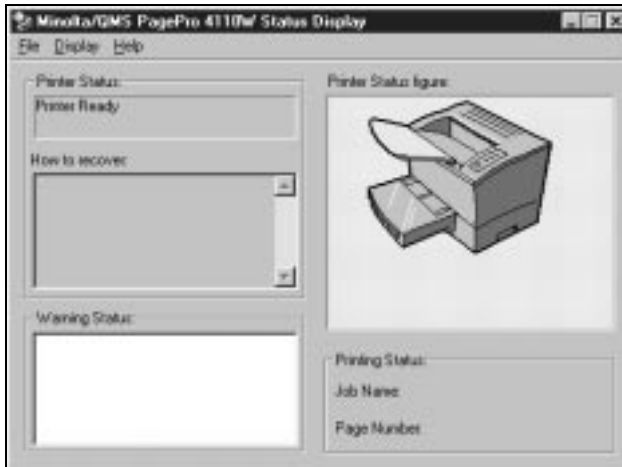 Minolta/QMS PagePro 4110W Status Display
File Display Help
Printer Status:
Printer Ready
How to recover:
Warning Status:
Printer Status figure:
Printing Status:
Job Name:
Page Number: